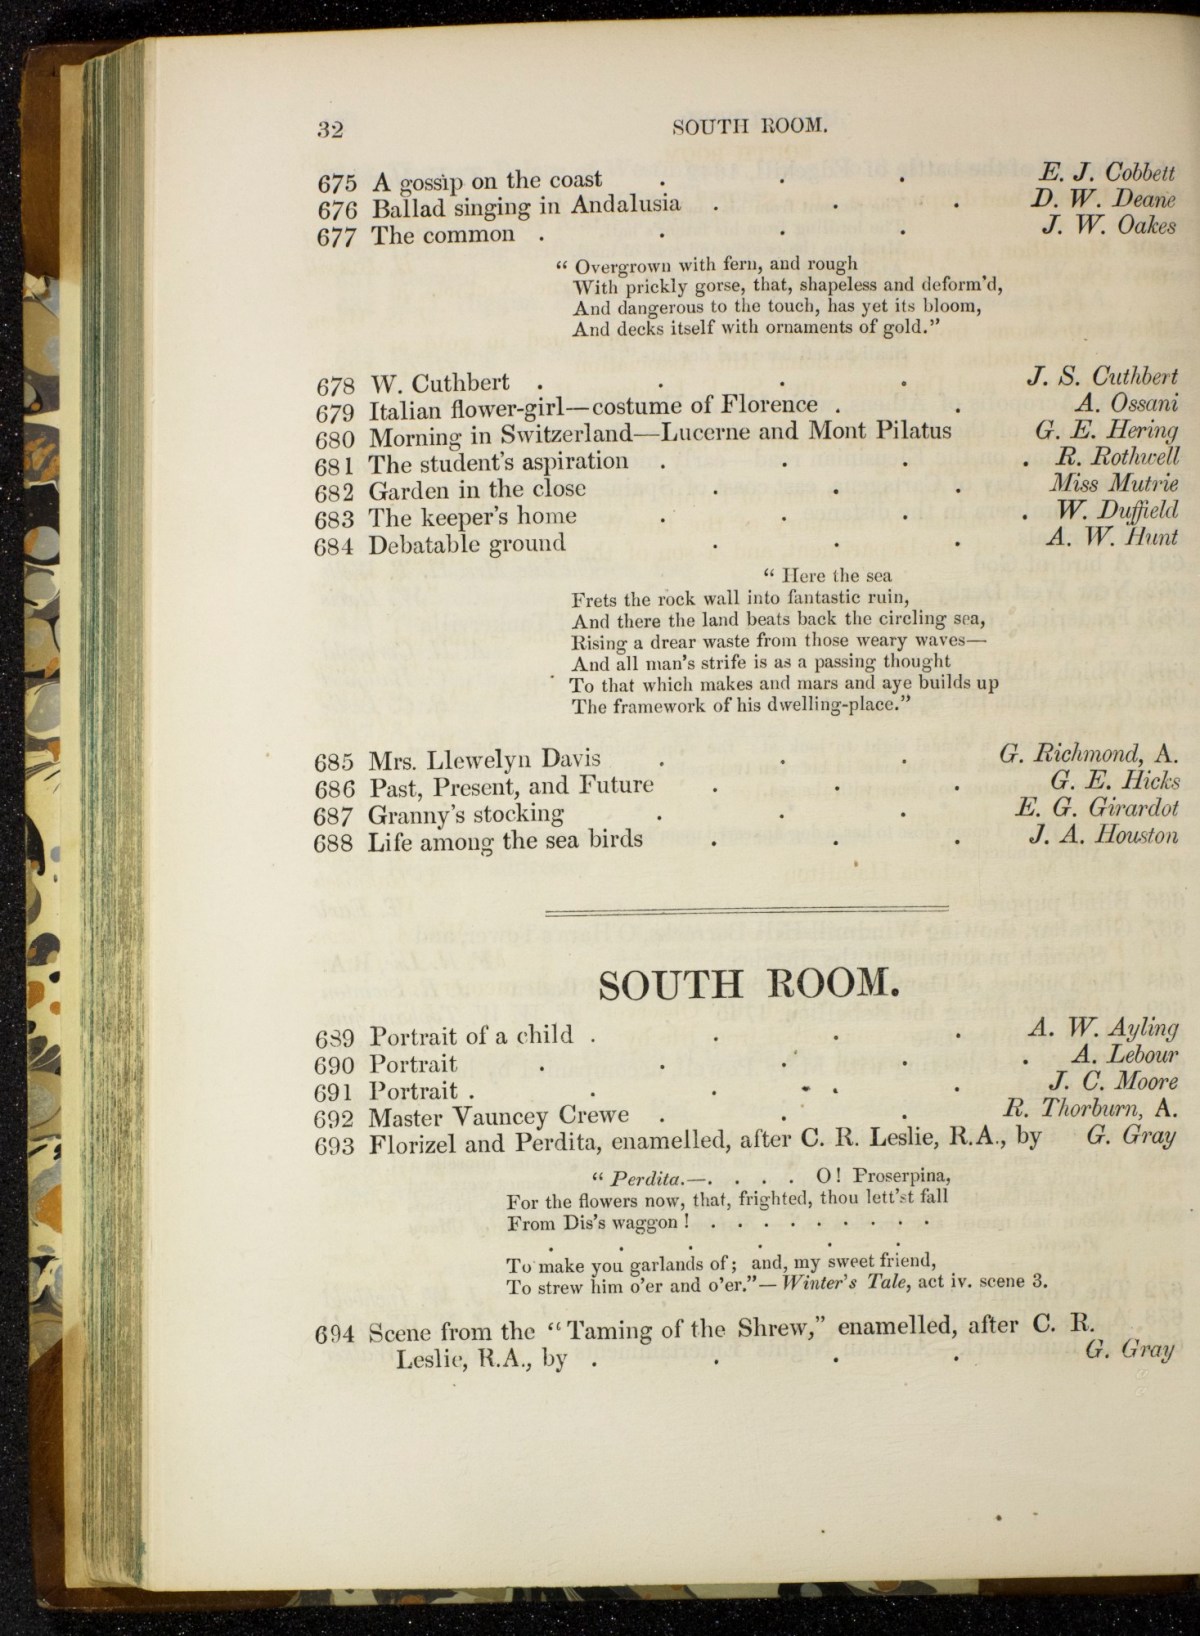 32 SOUTH ROOM.
675 A gossip on the coast . . . E. J. Cobbett
676 Ballad singing in Andalusia . . . D. W. Deane
677 The common . . . . J. W. Oakes
“ Overgrown with fern, and rough
With prickly gorse, that, shapeless and deform’d,
And dangerous to the touch, has yet its bloom,
And decks itself with ornaments of gold.”
678 W. Cuthbert . . . . J. S. Cuthbert
679 Italian flower-girl—costume of Florence . . A. Ossani
680 Morning in Switzerland—Lucerne and Mont Pilatus G. E. Hering
681 The student’s aspiration . . . . R. Rothwell
682 Garden in the close . . . Miss Mutrie
683 The keeper’s home . . . . W. Duffield
684 Debatable ground . . . A. W. Hunt
“ Here the sea
Frets the rock wall into fantastic ruin,
And there the land beats back the circling sea,
Rising a drear waste from those weary waves—
And all man’s strife is as a passing thought
To that which makes and mars and aye builds up
The framework of his dwelling-place.”
685 Mrs. Llewelyn Davis . . . G. Richmond, A.
686 Past, Present, and Future . . . G. E. Hicks
687 Granny’s stocking . . . E. G. Girardot
688 Life among the sea birds . . . J. A. Houston
SOUTH ROOM.
689 Portrait of a child . . . . A. W. Ayling
690 Portrait . . . . . A. Lebour
691 Portrait . . . . . J. C. Moore
692 Master Vauncey Crewe . . . R. Thorburn, A.
693 Florizel and Perdita, enamelled, after C. R. Leslie, R.A., by G. Gray
“ Perdita.—. . . . O! Proserpina,
For the flowers now, that, frighted, thou lett’st fall
From Dis’s waggon ! . . . . . . . . .
. . . . . .
To make you garlands of; and, my sweet friend,
To strew him o’er and o’er.”—Winter’s Tale, act iv. scene 3.
694 Scene from the “Taming of the Shrew,” enamelled, after C. R.
Leslie, R.A., by . . . . G. Gray